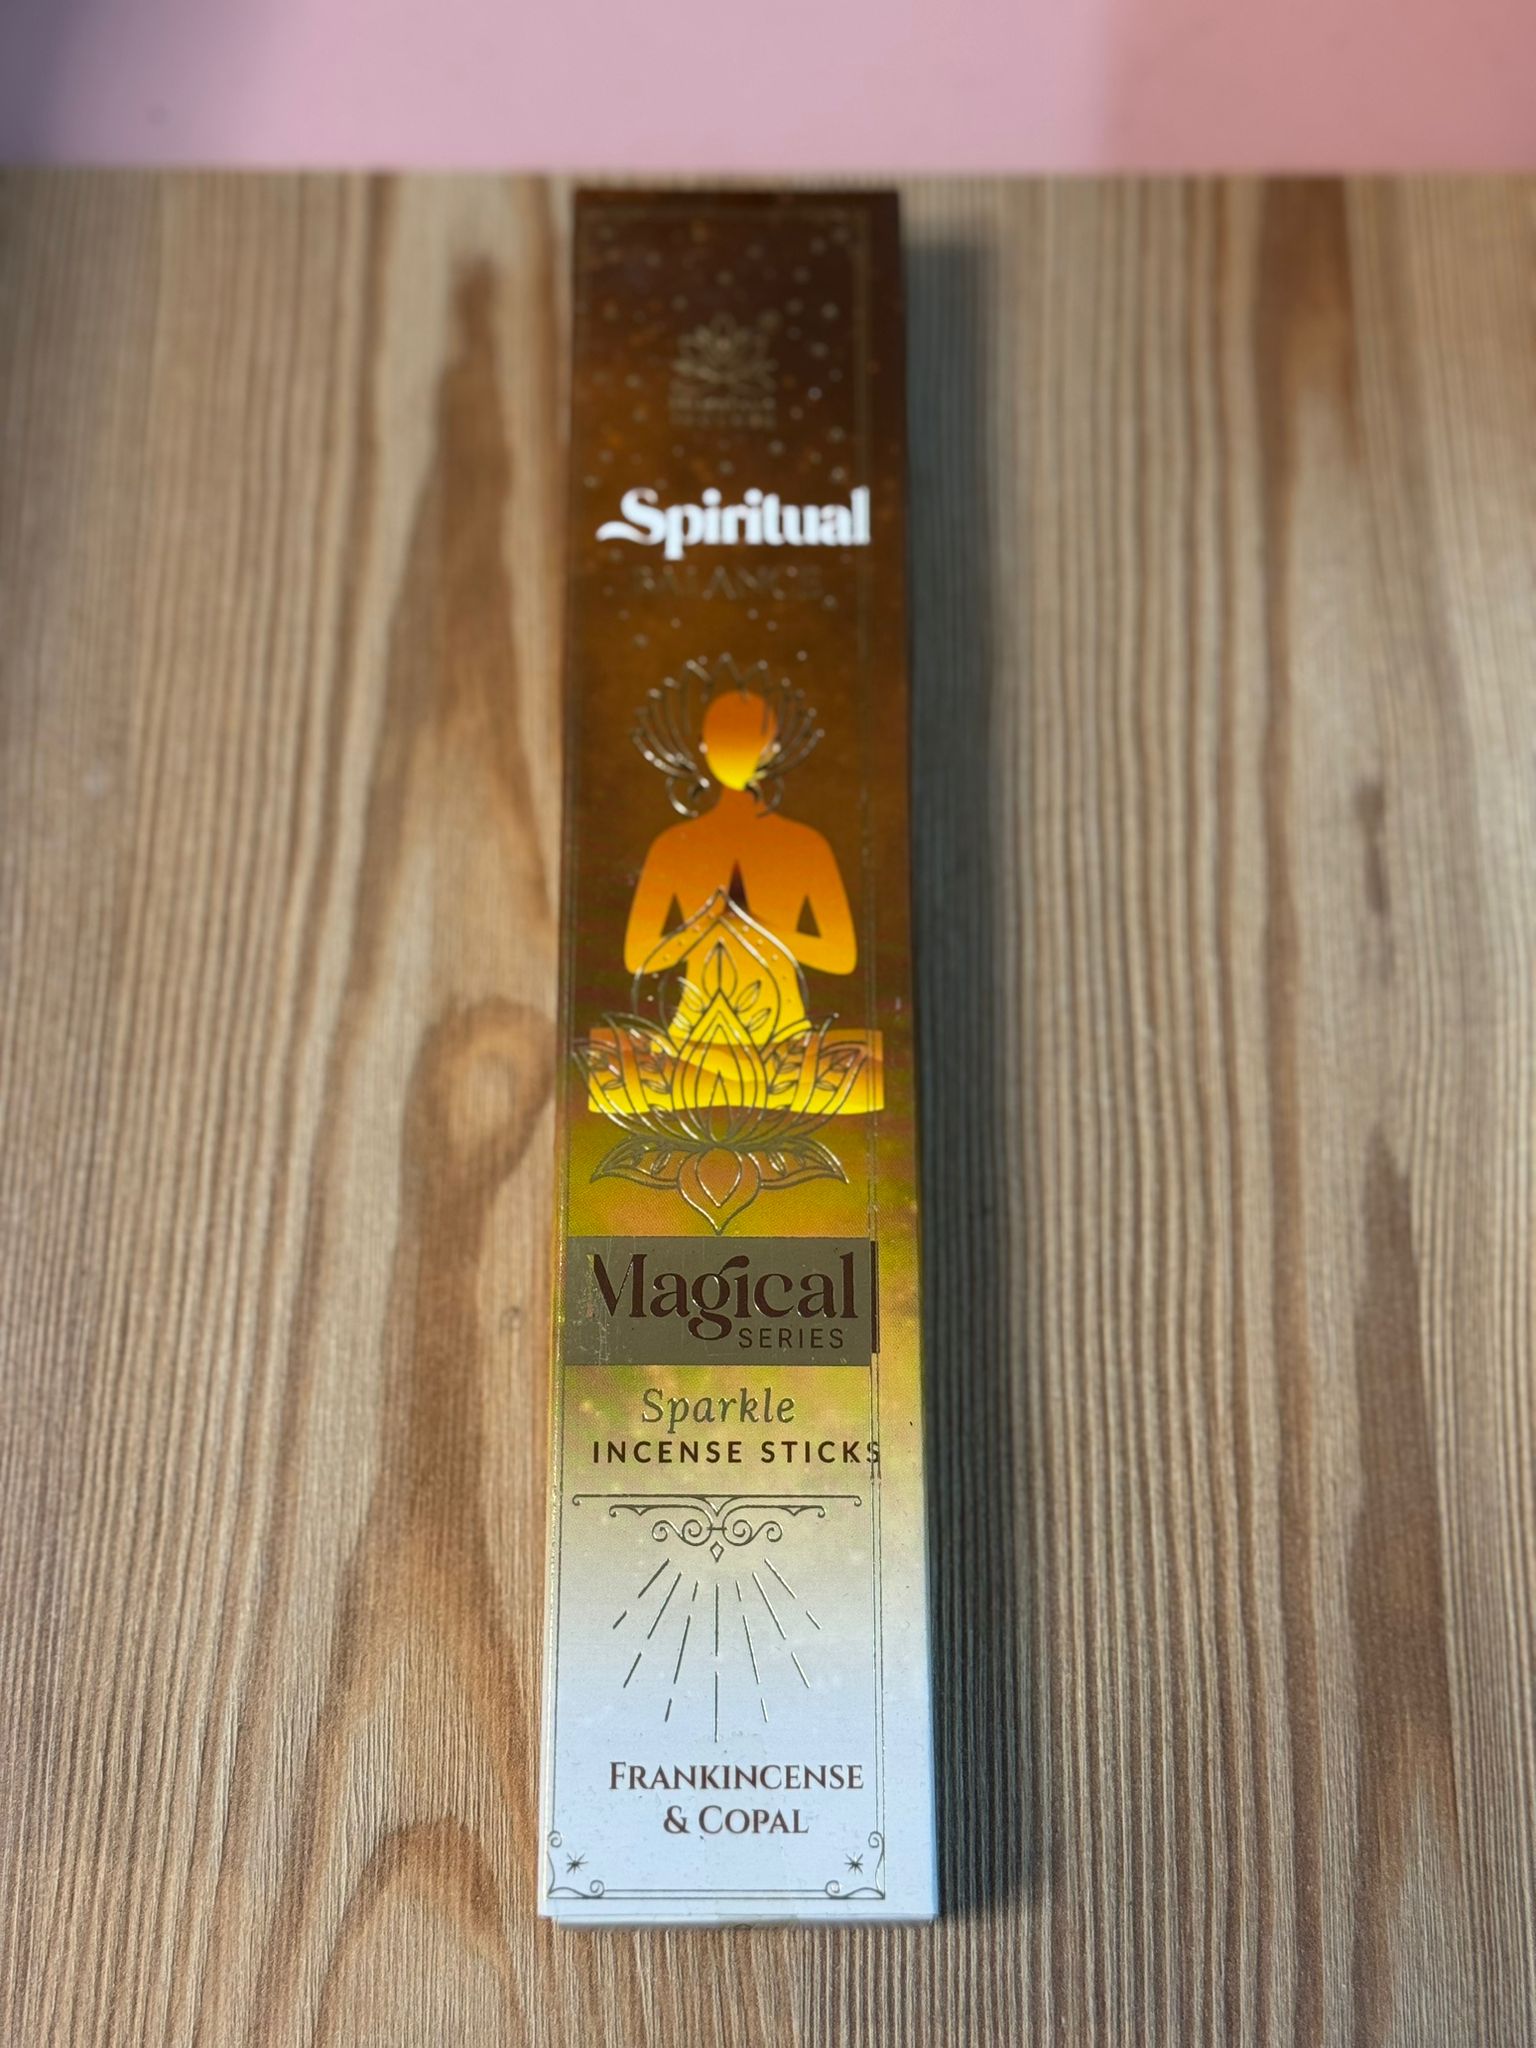 Spiritual
BALANCE
Magical
SERIES
Sparkle
INCENSE STICKS
FRANKINCENSE
& COPAL